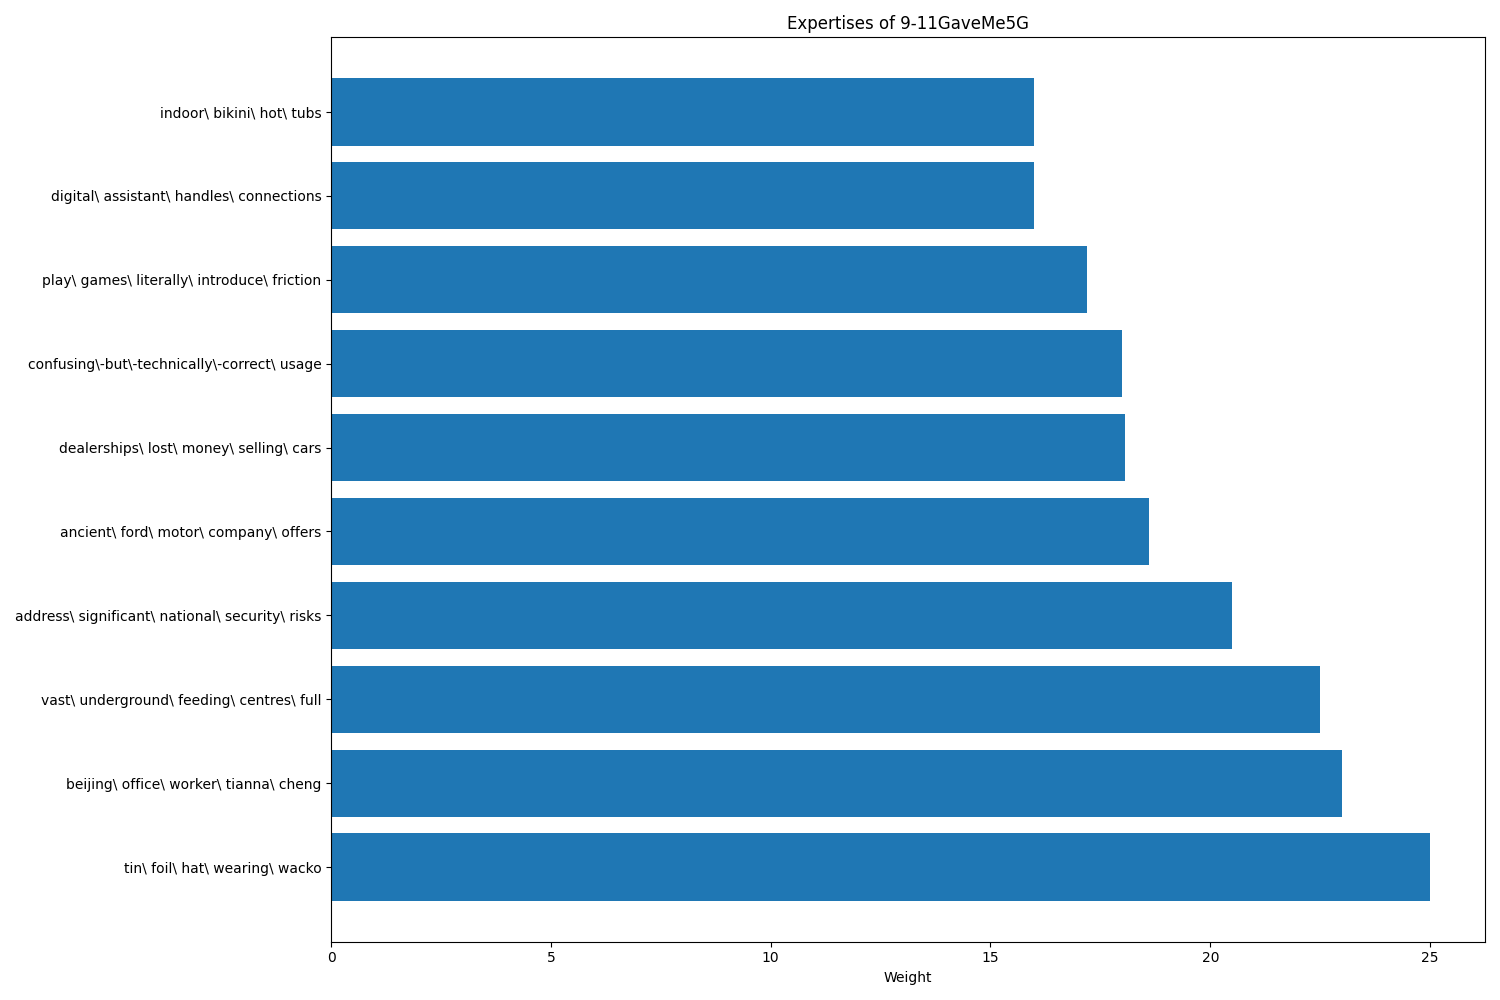 Expertises of 9-11GaveMe5G
indoor\ bikini\ hot\ tubs
digital\ assistant\ handles\ connections
play\ games\ literally\ introduce\ friction
confusing\-but\-technically\-correct\ usage
dealerships\ lost\ money\ selling\ cars
ancient\ ford\ motor\ company\ offers
address\ significant\ national\ security\ risks
vast\ underground\ feeding\ centres\ full
beijing\ office\ worker\ tianna\ cheng
tin\ foil\ hat\ wearing\ wacko
0 5 10 15 20 25
Weight